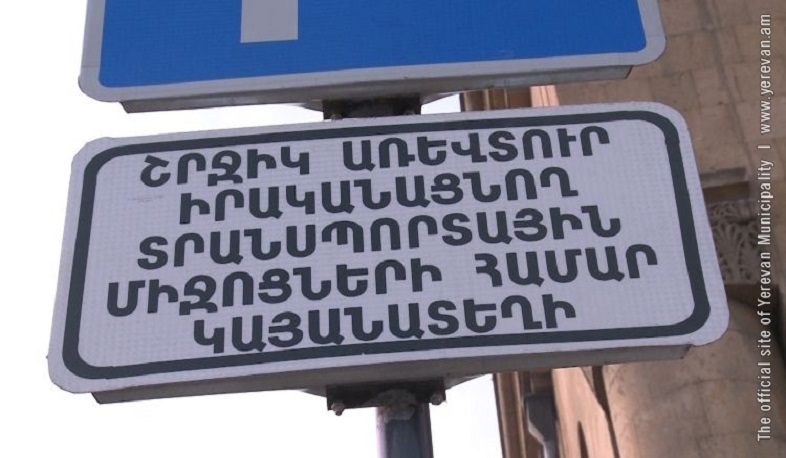 ՇՐՋԻԿ ԱՌԵՎՏՈՒՐ
ԻՐԱԿԱՆԱՑՆՈՂ
ՏՐԱՆՍՊՈՐՏԱՅԻՆ
ՄԻՋՈՑՆԵՐԻ ՀԱՄԱՐ
ԿԱՅԱՆԱՏԵՂԻ
The official site of Yerevan Municipality | www.yerevan.am